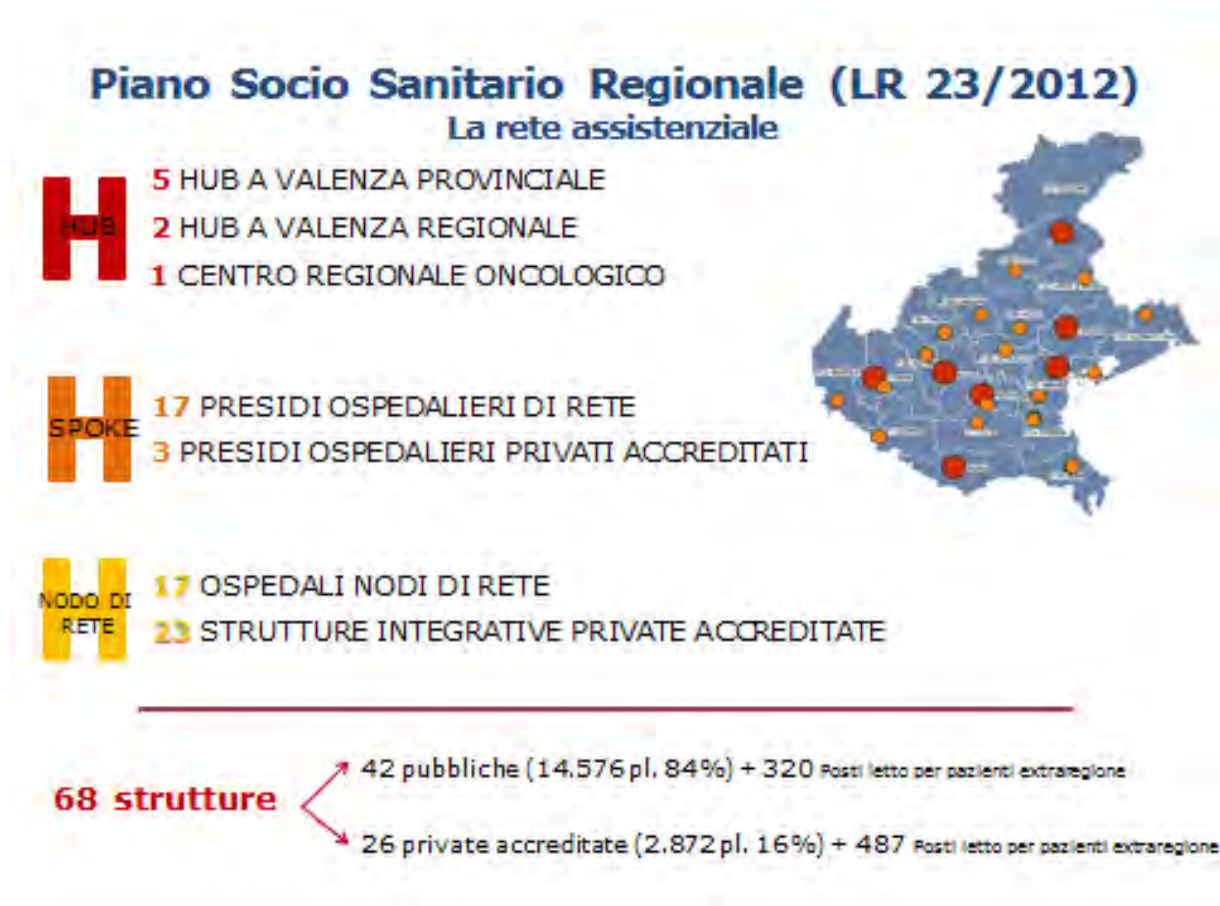 Piano Socio Sanitario Regionale (LR 23/2012)
La rete assistenziale
HUB
5 HUB A VALENZA PROVINCIALE
2 HUB A VALENZA REGIONALE
1 CENTRO REGIONALE ONCOLOGICO
SPOKE
17 PRESIDI OSPEDALIERI DI RETE
3 PRESIDI OSPEDALIERI PRIVATI ACCREDITATI
NODO DI
RETE
17 OSPEDALI NODI DI RETE
23 STRUTTURE INTEGRATIVE PRIVATE ACCREDITATE
68 strutture
42 pubbliche (14.576 pl. 84%) + 320 Posti letto per pazienti extraregione
26 private accreditate (2.872 pl. 16%) + 487 Posti letto per pazienti extraregione